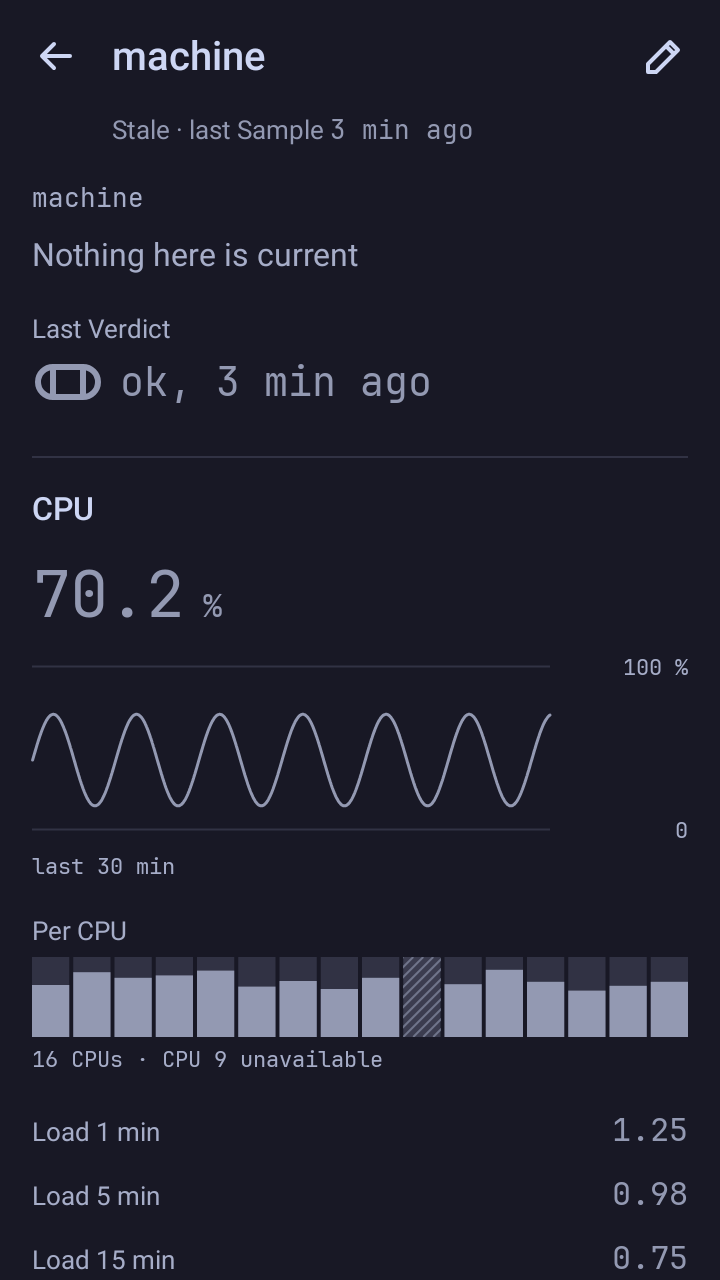 machine
Stale · last Sample 3 min ago
machine
Nothing here is current
Last Verdict
ok, 3 min ago
CPU
70.2 %
100 %
0
last 30 min
Per CPU
16 CPUs · CPU 9 unavailable
Load 1 min 1.25
Load 5 min 0.98
Load 15 min 0.75